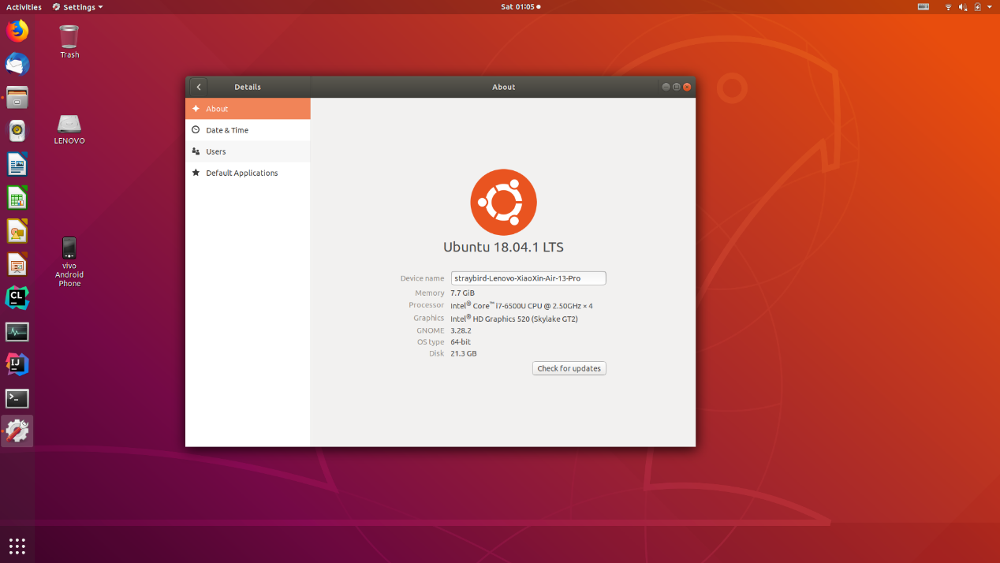 Activities Settings Sat 01:05
Trash
LENOVO
vivo
Android
Phone
CL
IJ
>_
Details About
About
Date & Time
Users
Default Applications
Ubuntu 18.04.1 LTS
Device name straybird-Lenovo-XiaoXin-Air-13-Pro
Memory 7.7 GiB
Processor Intel® Core™ i7-6500U CPU @ 2.50GHz × 4
Graphics Intel® HD Graphics 520 (Skylake GT2)
GNOME 3.28.2
OS type 64-bit
Disk 21.3 GB
Check for updates